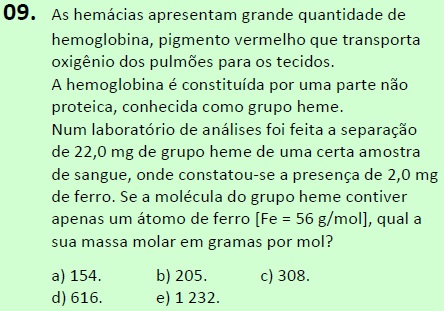 09. As hemácias apresentam grande quantidade de
hemoglobina, pigmento vermelho que transporta
oxigênio dos pulmões para os tecidos.
A hemoglobina é constituída por uma parte não
proteica, conhecida como grupo heme.
Num laboratório de análises foi feita a separação
de 22,0 mg de grupo heme de uma certa amostra
de sangue, onde constatou-se a presença de 2,0 mg
de ferro. Se a molécula do grupo heme contiver
apenas um átomo de ferro [Fe = 56 g/mol], qual a
sua massa molar em gramas por mol?
a) 154. b) 205. c) 308.
d) 616. e) 1 232.